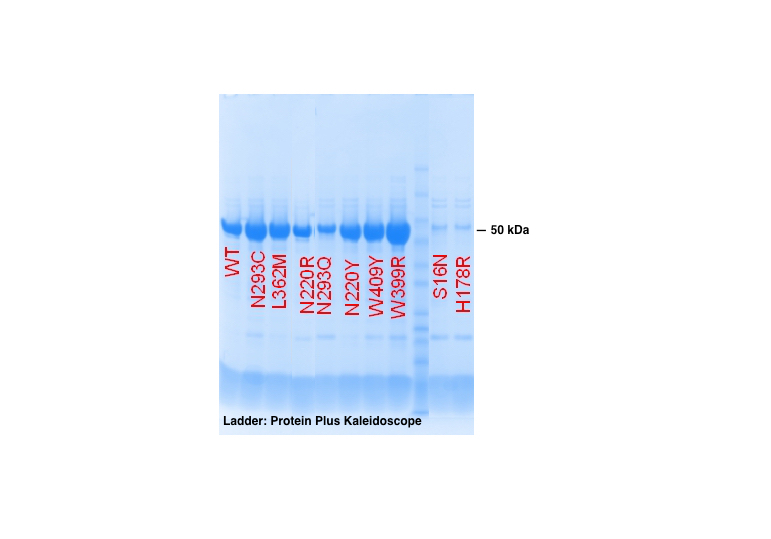 WT
N293C
L362M
N220R
N293Q
N220Y
W409Y
W399R
S16N
H178R
50 kDa
Ladder: Protein Plus Kaleidoscope